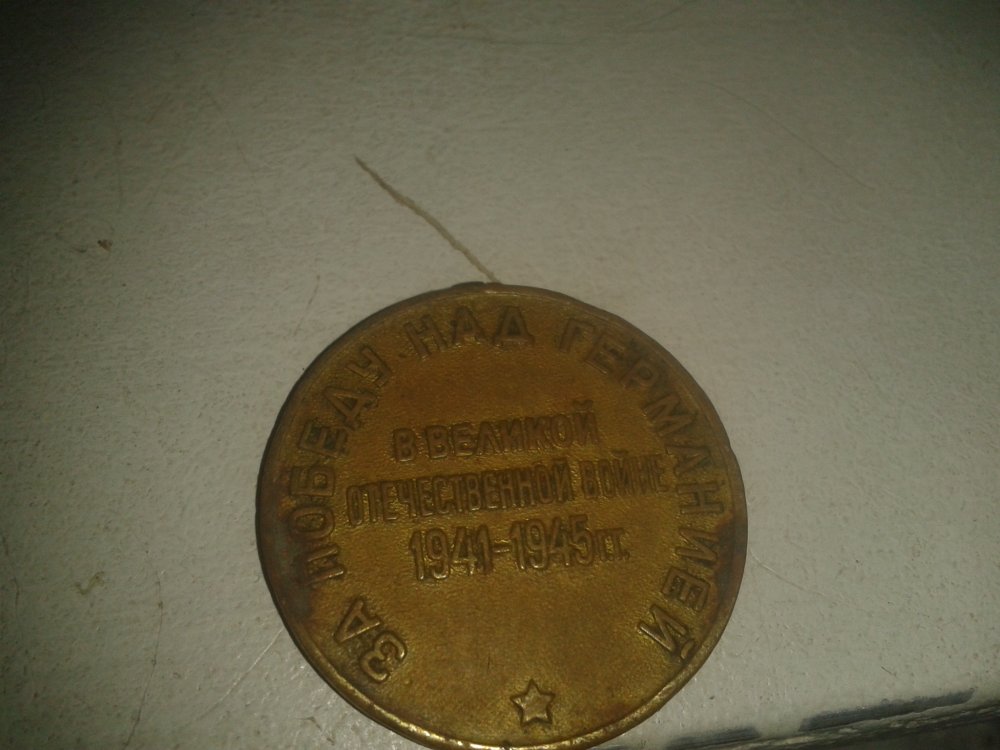 ЗА ПОБЕДУ НАД ГЕРМАНИЕЙ
В ВЕЛИКОЙ
ОТЕЧЕСТВЕННОЙ ВОЙНЕ
1941-1945 ГГ.